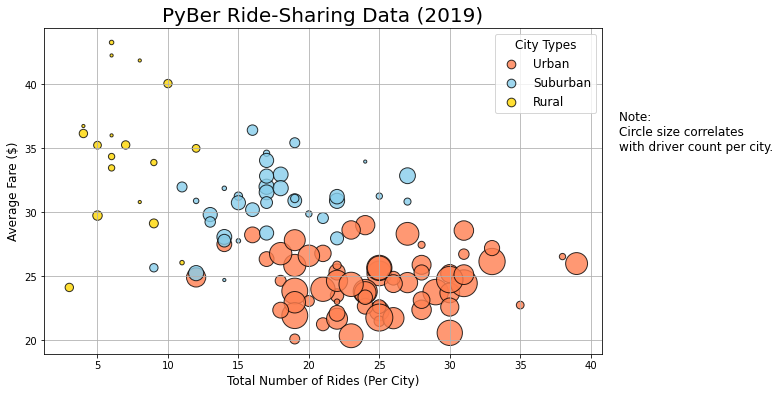 PyBer Ride-Sharing Data (2019)
City Types
Urban
Suburban
Rural
Note:
Circle size correlates
with driver count per city.
Average Fare ($)
40
35
30
25
20
5 10 15 20 25 30 35 40
Total Number of Rides (Per City)